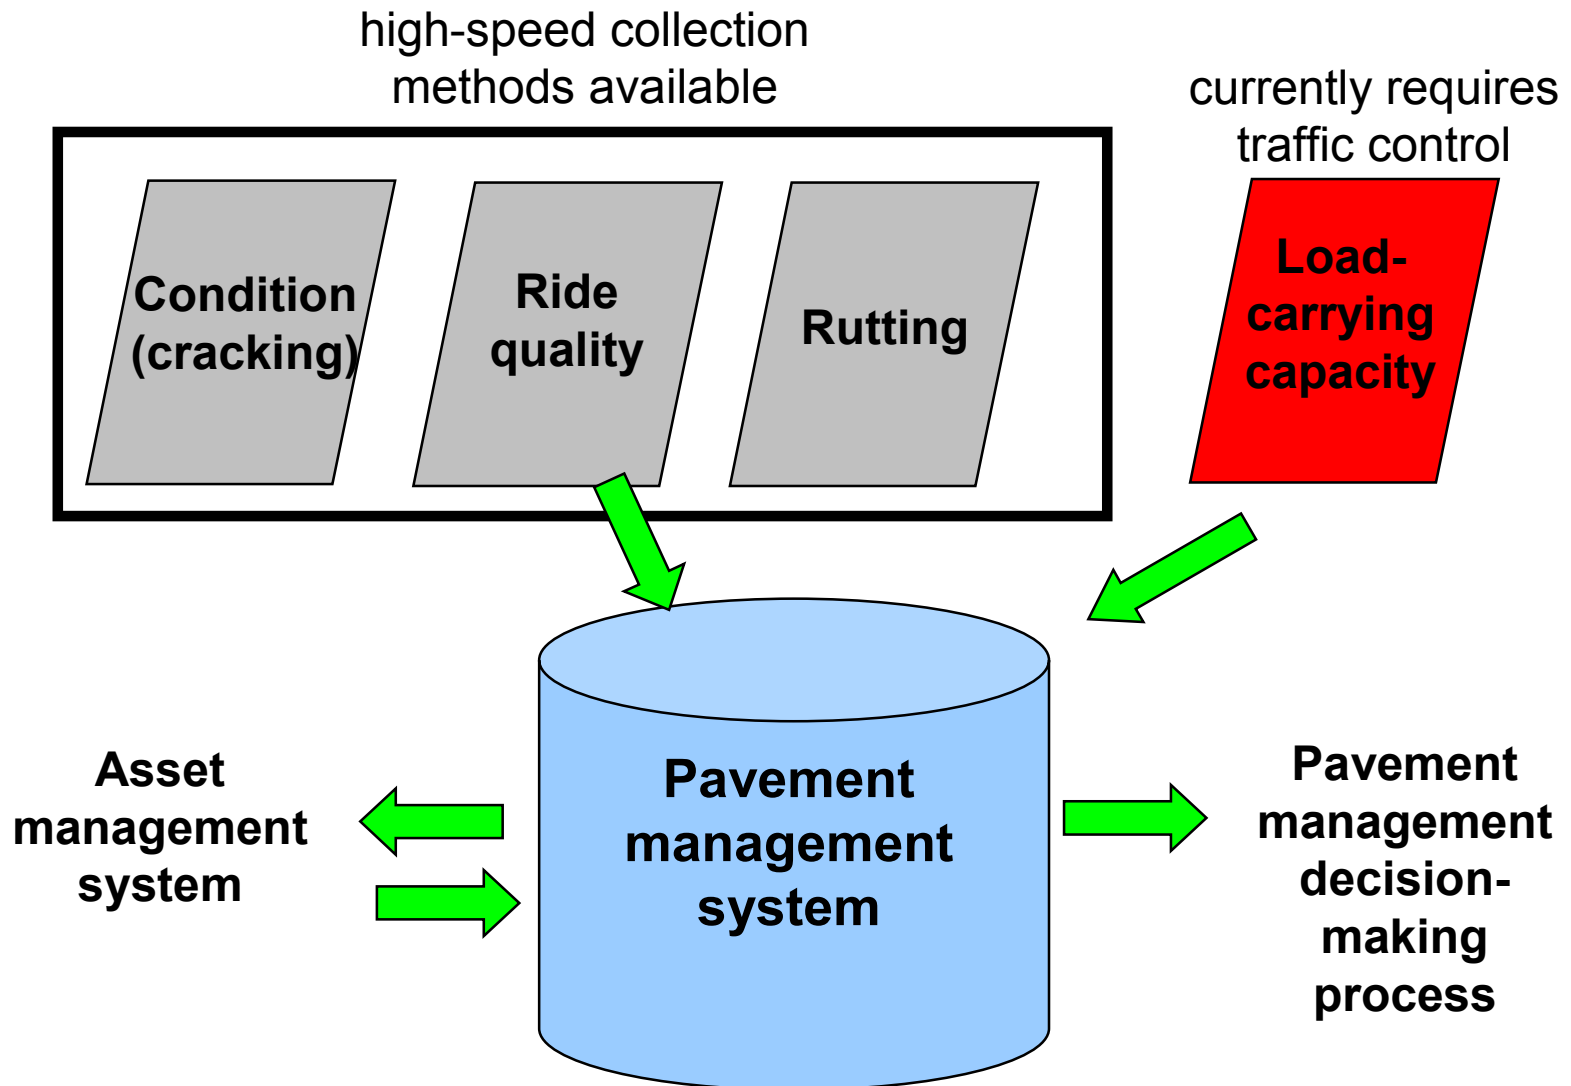 high-speed collection
methods available
currently requires
traffic control
Condition
(cracking)
Ride
quality
Rutting
Load-
carrying
capacity
Asset
management
system
Pavement
management
system
Pavement
management
decision-
making
process